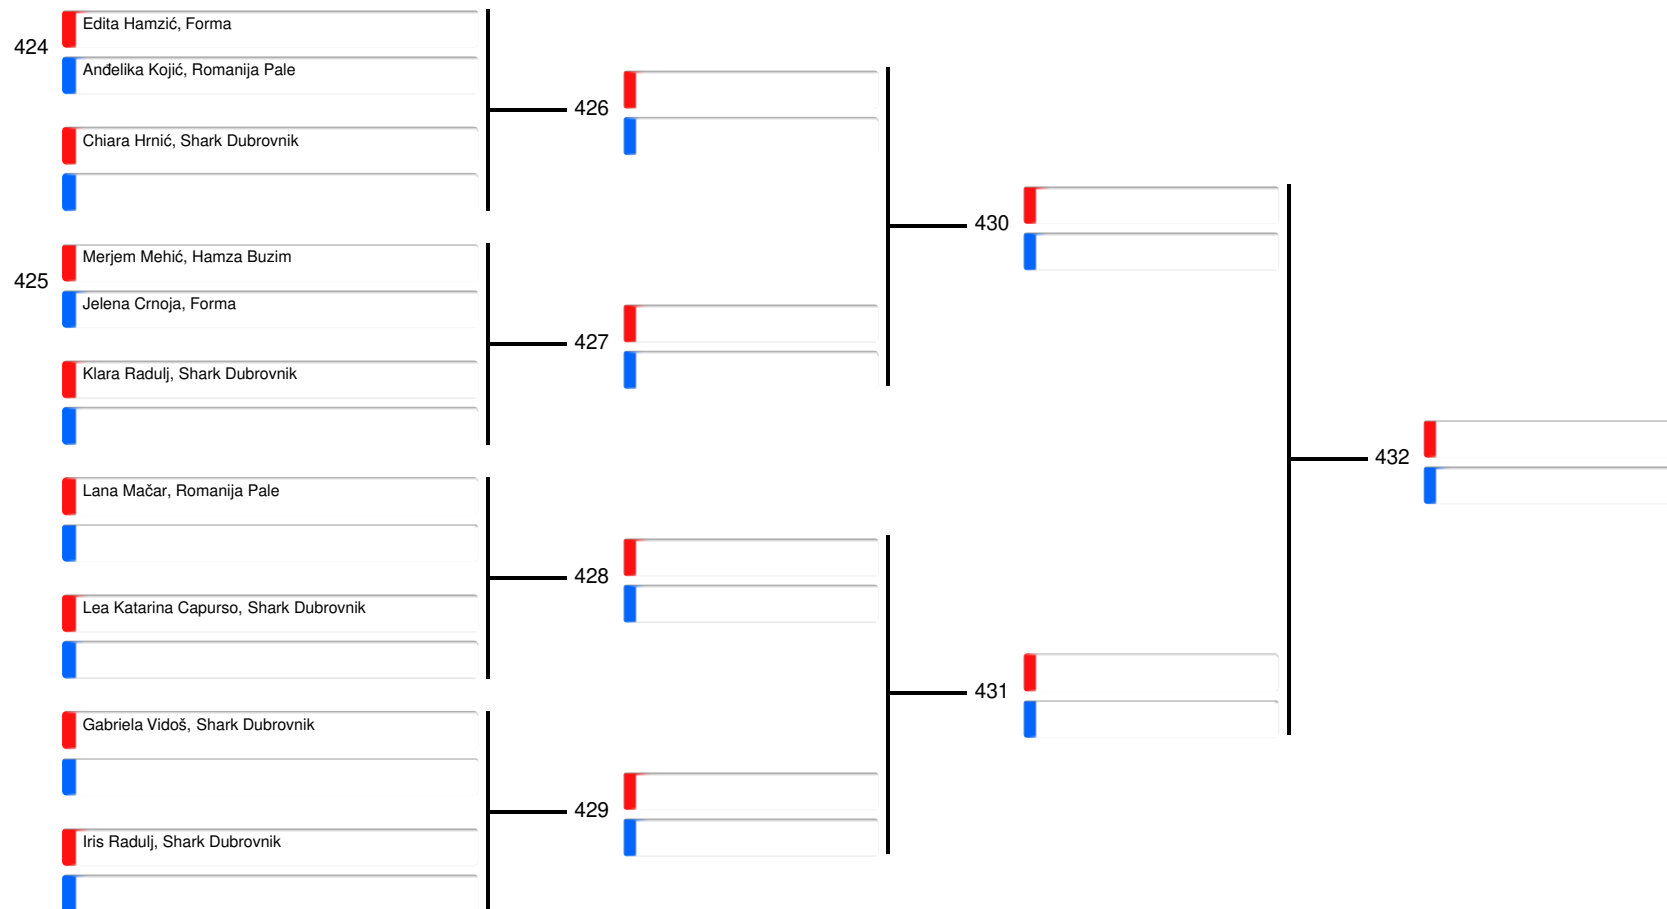 424
Edita Hamzić, Forma
Anđelika Kojić, Romanija Pale
Chiara Hrnić, Shark Dubrovnik
425
Merjem Mehić, Hamza Buzim
Jelena Crnoja, Forma
Klara Radulj, Shark Dubrovnik
Lana Mačar, Romanija Pale
Lea Katarina Capurso, Shark Dubrovnik
Gabriela Vidoš, Shark Dubrovnik
Iris Radulj, Shark Dubrovnik
426
427
428
429
430
431
432